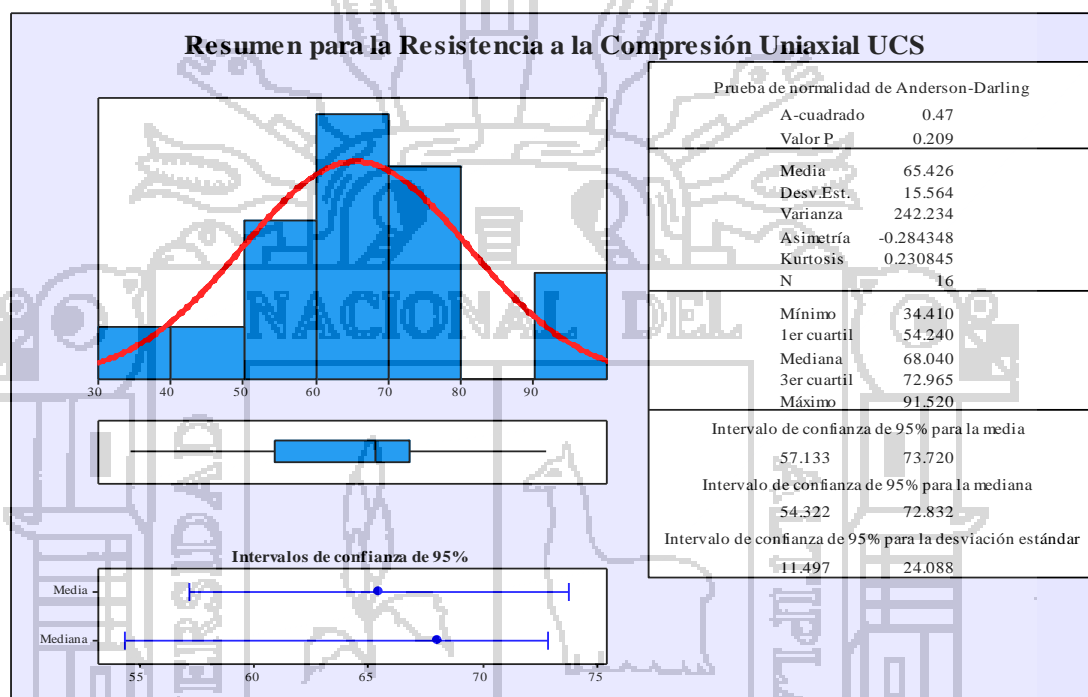 Resumen para la Resistencia a la Compresión Uniaxial UCS
30 40 50 60 70 80 90
Intervalos de confianza de 95%
Media
Mediana
55 60 65 70 75
Prueba de normalidad de Anderson-Darling
A-cuadrado 0.47
Valor P 0.209
Media 65.426
Desv.Est. 15.564
Varianza 242.234
Asimetría -0.284348
Kurtosis 0.230845
N 16
Mínimo 34.410
1er cuartil 54.240
Mediana 68.040
3er cuartil 72.965
Máximo 91.520
Intervalo de confianza de 95% para la media
57.133 73.720
Intervalo de confianza de 95% para la mediana
54.322 72.832
Intervalo de confianza de 95% para la desviación estándar
11.497 24.088
NACIONAL DEL